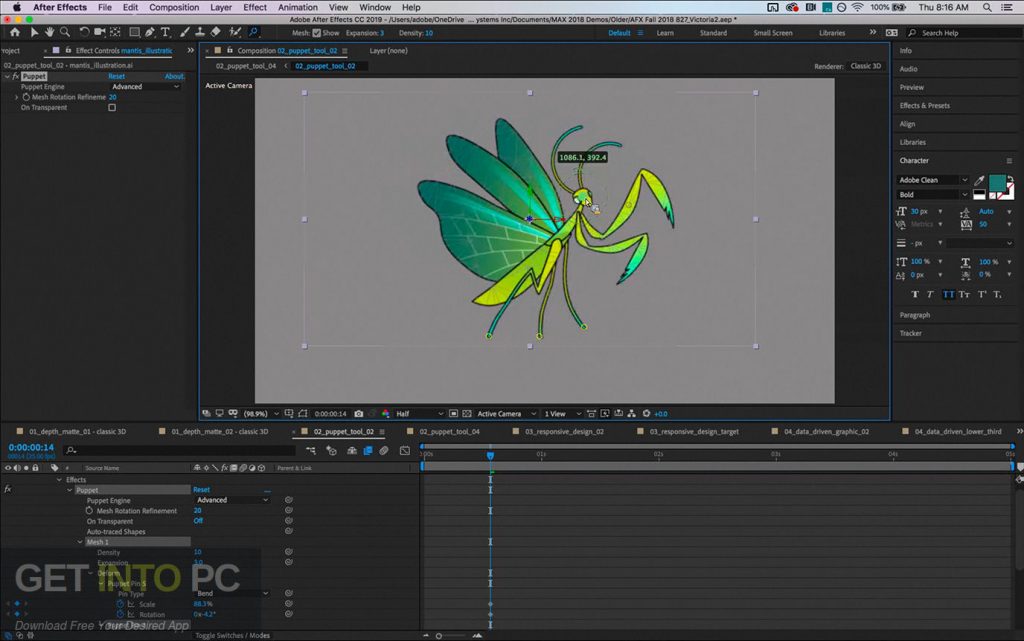 After Effects File Edit Composition Layer Effect Animation View Window Help 100% Thu 8:16 AM
Adobe After Effects CC 2019 - /Users/adobe/OneDrive ... ystems Inc/Documents/MAX 2018 Demos/Older/AFX Fall 2018 827_Victoria2.aep *
Mesh: Show Expansion: 3 Density: 10 Default Learn Standard Small Screen Libraries Search Help
roject Effect Controls mantis_illustratic Composition 02_puppet_tool_02 Layer (none) Info
02_puppet_tool_02 • mantis_illustration.ai 02_puppet_tool_04 02_puppet_tool_02 Renderer: Classic 3D Audio
fx Puppet Reset About. Active Camera Preview
Puppet Engine Advanced
Mesh Rotation Refineme 20 Effects & Presets
On Transparent
Align
Libraries
1086.1, 392.4 Character
Adobe Clean
Bold
30 px Auto
Metrics 50
- px
100 % 100 %
0 px 0 %
T T TT Tт T' T,
Paragraph
Tracker
(98.9%) 0:00:00:14 Half Active Camera 1 View +0.0
01_depth_matte_01 - classic 3D 01_depth_matte_02 - classic 3D 02_puppet_tool_02 02_puppet_tool_04 03_responsive_design_02 03_responsive_design_target 04_data_driven_graphic_02 04_data_driven_lower_third
0:00:00:14
:00s 01s 02s 03s 04s 05s
# Source Name Parent & Link
Effects
fx Puppet Reset ...
Puppet Engine Advanced
Mesh Rotation Refinement 20
On Transparent Off
Auto-traced Shapes
Mesh 1
Density 10
Expansion 3.0
Deform
GET INTO PC
Puppet Pin 5
Pin Type Bend
Scale 88.3%
Rotation 0x-4.2°
Download Free Your Desired App
Toggle Switches / Modes